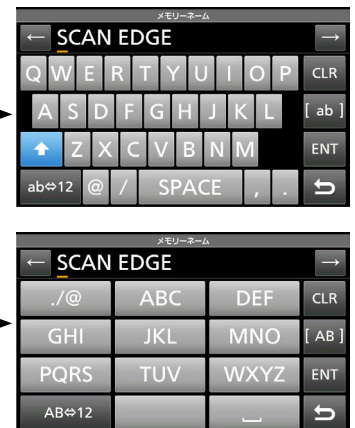 メモリーネーム
← SCAN EDGE →
Q W E R T Y U I O P CLR
A S D F G H J K L [ ab ]
Z X C V B N M ENT
ab⇔12 @ / SPACE , .
メモリーネーム
← SCAN EDGE →
./@ ABC DEF CLR
GHI JKL MNO [ AB ]
PQRS TUV WXYZ ENT
AB⇔12